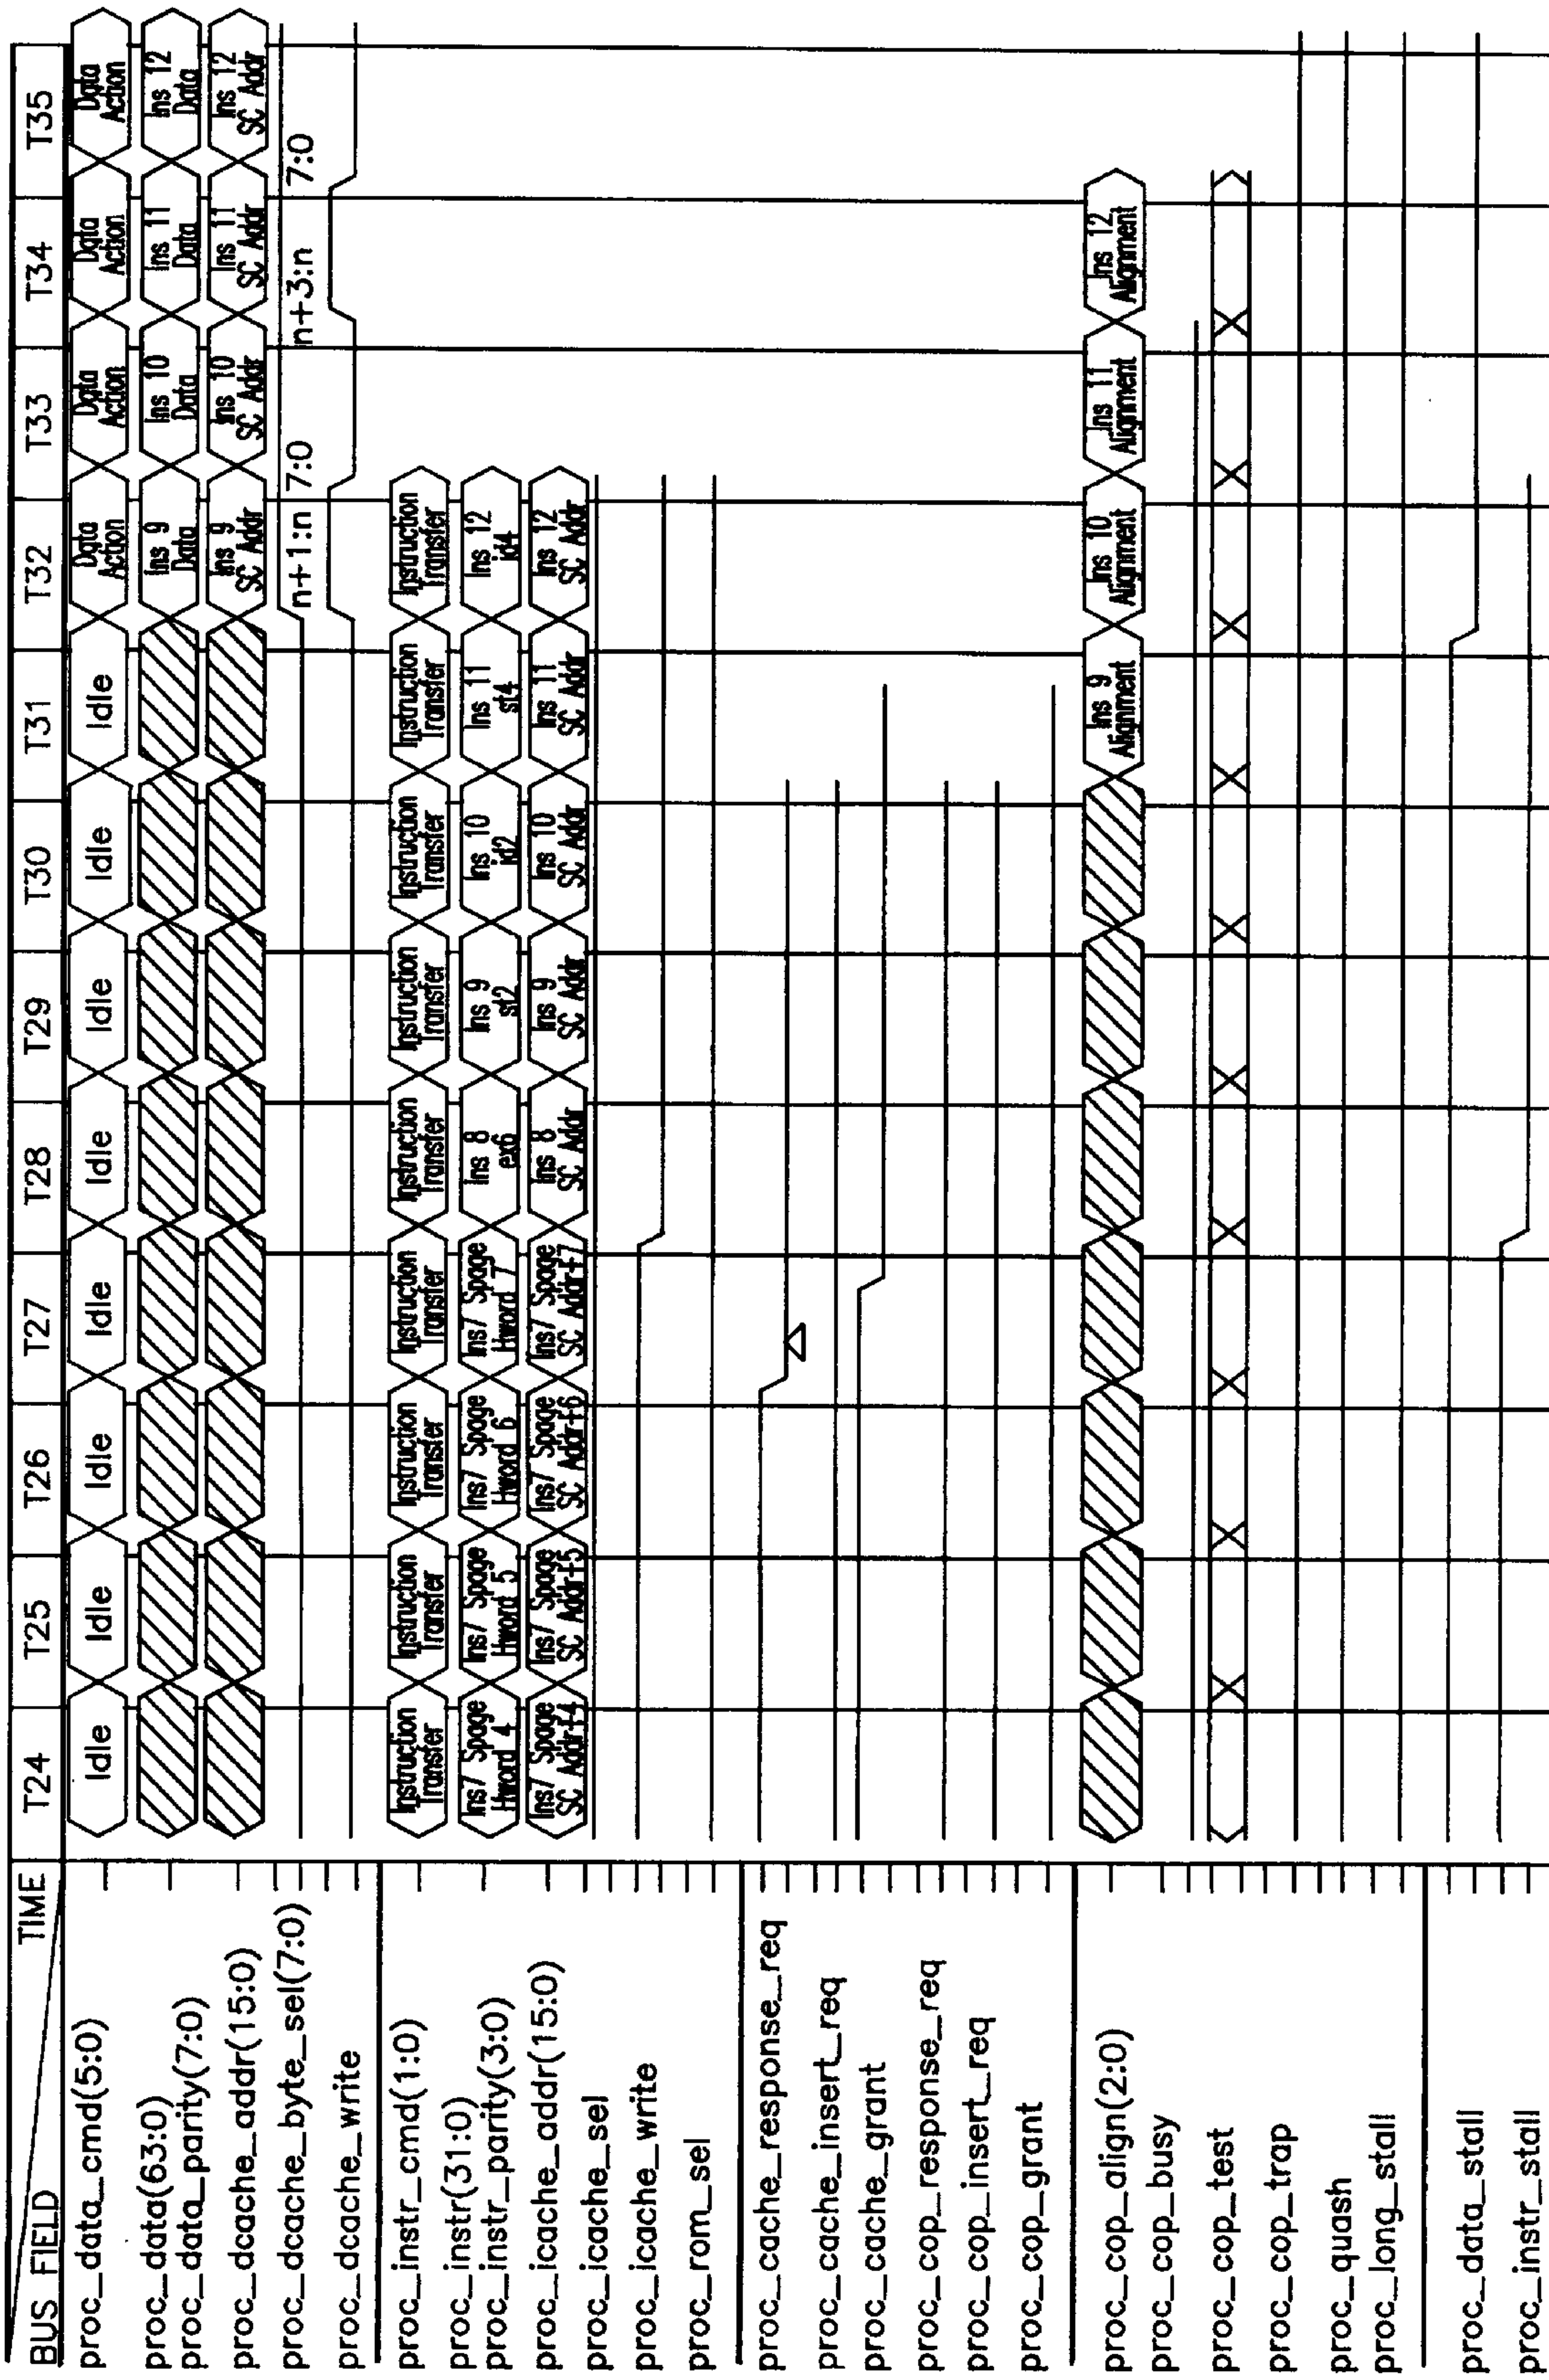 BUS FIELD TIME T24 T25 T26 T27 T28 T29 T30 T31 T32 T33 T34 T35
proc_data_cmd(5:0) Idle Idle Idle Idle Idle Idle Idle Idle Data Data Data Data
Action Action Action Action
proc_data(63:0) Ins 9 Ins 10 Ins 11 Ins 12
proc_data_parity(7:0) Data Data Data Data
proc_dcache_addr(15:0) Ins 9 Ins 10 Ins 11 Ins 12
SC Addr SC Addr SC Addr SC Addr
proc_dcache_byte_sel(7:0) n+1:n 7:0 n+3:n 7:0
proc_dcache_write
proc_instr_cmd(1:0) Instruction Instruction Instruction Instruction Instruction Instruction Instruction Instruction Instruction
Transfer Transfer Transfer Transfer Transfer Transfer Transfer Transfer Transfer
proc_instr(31:0) Ins7 Spage Ins7 Spage Ins7 Spage Ins7 Spage Ins 8 Ins 9 Ins 10 Ins 11 Ins 12
proc_instr_parity(3:0) Hword 4 Hword 5 Hword 6 Hword 7 ex6 st2 id2 st4 id4
proc_icache_addr(15:0) Ins7 Spage Ins7 Spage Ins7 Spage Ins7 Spage Ins 8 Ins 9 Ins 10 Ins 11 Ins 12
SC Addr+4 SC Addr+5 SC Addr+6 SC Addr+7 SC Addr SC Addr SC Addr SC Addr SC Addr
proc_icache_sel
proc_icache_write
proc_rom_sel
proc_cache_response_req
proc_cache_insert_req
proc_cache_grant
proc_cop_response_req
proc_cop_insert_req
proc_cop_grant
proc_cop_align(2:0) Ins 9 Ins 10 Ins 11 Ins 12
Alignment Alignment Alignment Alignment
proc_cop_busy
proc_cop_test
proc_cop_trap
proc_quash
proc_long_stall
proc_data_stall
proc_instr_stall